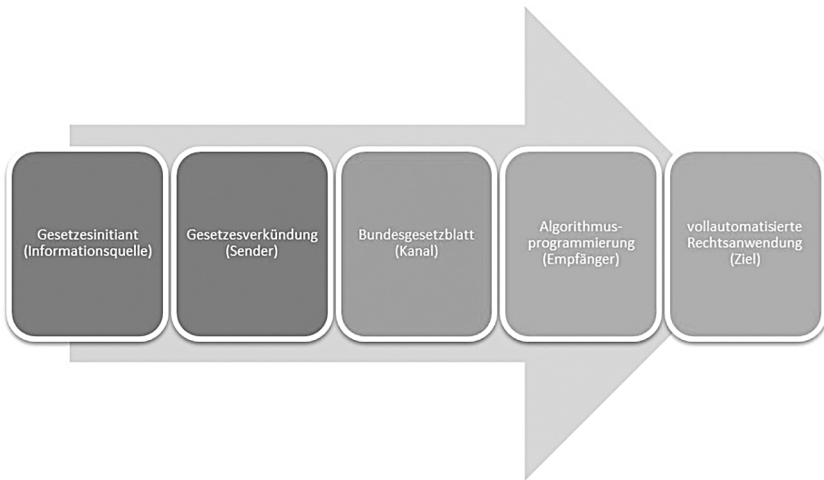 Gesetzesinitiant
(Informationsquelle)
Gesetzesverkündung
(Sender)
Bundesgesetzblatt
(Kanal)
Algorithmus-
programmierung
(Empfänger)
vollautomatisierte
Rechtsanwendung
(Ziel)